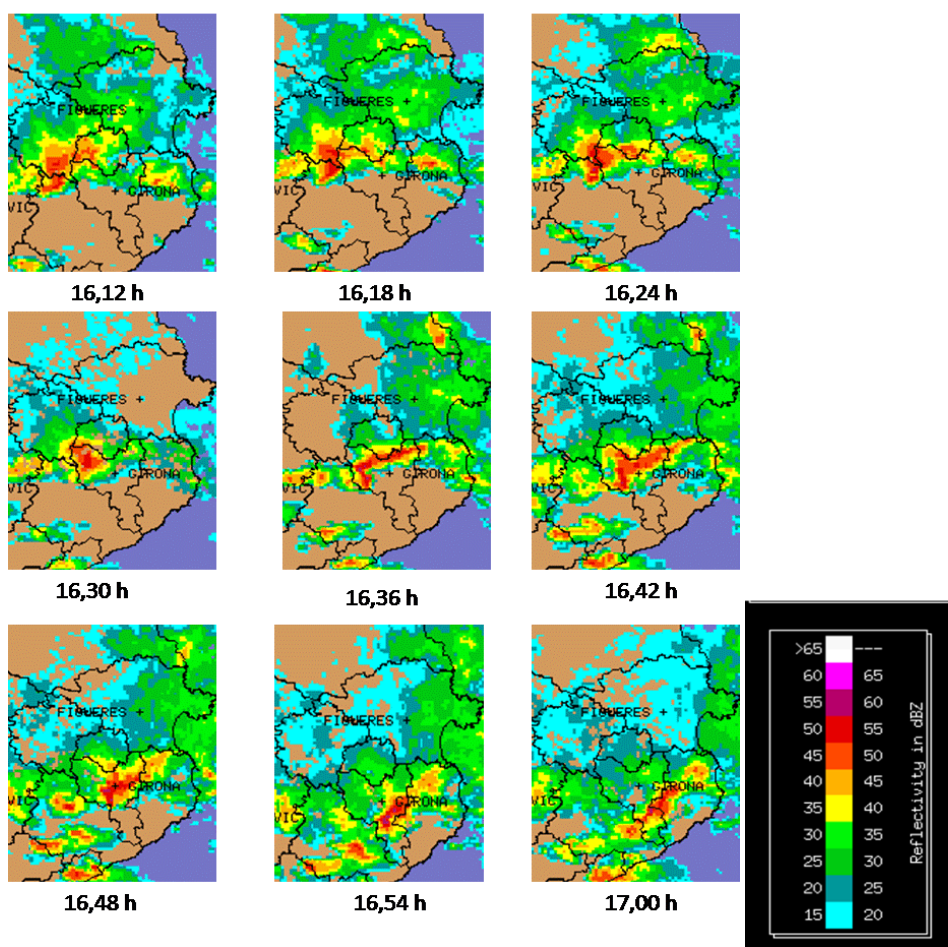 FIGUERES +
+ GIRONA
VIC
16,12 h
FIGUERES +
+ GIRONA
VIC
16,18 h
FIGUERES +
+ GIRONA
VIC
16,24 h
FIGUERES +
+ GIRONA
VIC
16,30 h
FIGUERES +
+ GIRONA
VIC
16,36 h
FIGUERES +
+ GIRONA
VIC
16,42 h
FIGUERES +
+ GIRONA
VIC
16,48 h
FIGUERES +
+ GIRONA
VIC
16,54 h
FIGUERES +
+ GIRONA
VIC
17,00 h
>65 ---
60 65
55 60
50 55
45 50
40 45
35 40
30 35
25 30
20 25
15 20
Reflectivity in dBZ